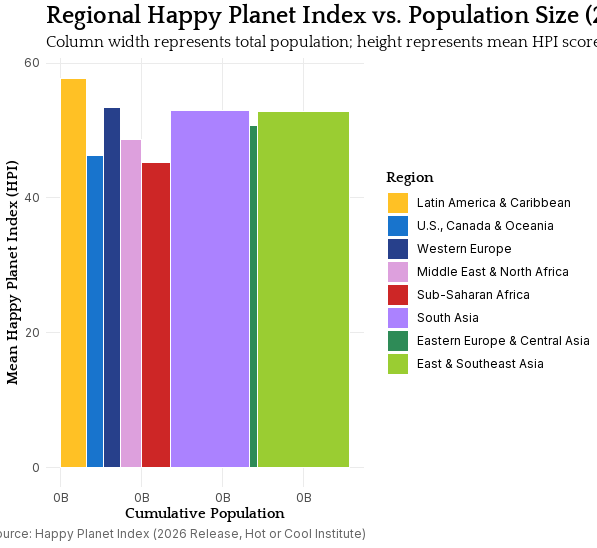 Regional Happy Planet Index vs. Population Size (2
Column width represents total population; height represents mean HPI score
60
40
20
0
Mean Happy Planet Index (HPI)
0B 0B 0B 0B
Cumulative Population
Region
Latin America & Caribbean
U.S., Canada & Oceania
Western Europe
Middle East & North Africa
Sub-Saharan Africa
South Asia
Eastern Europe & Central Asia
East & Southeast Asia
ource: Happy Planet Index (2026 Release, Hot or Cool Institute)